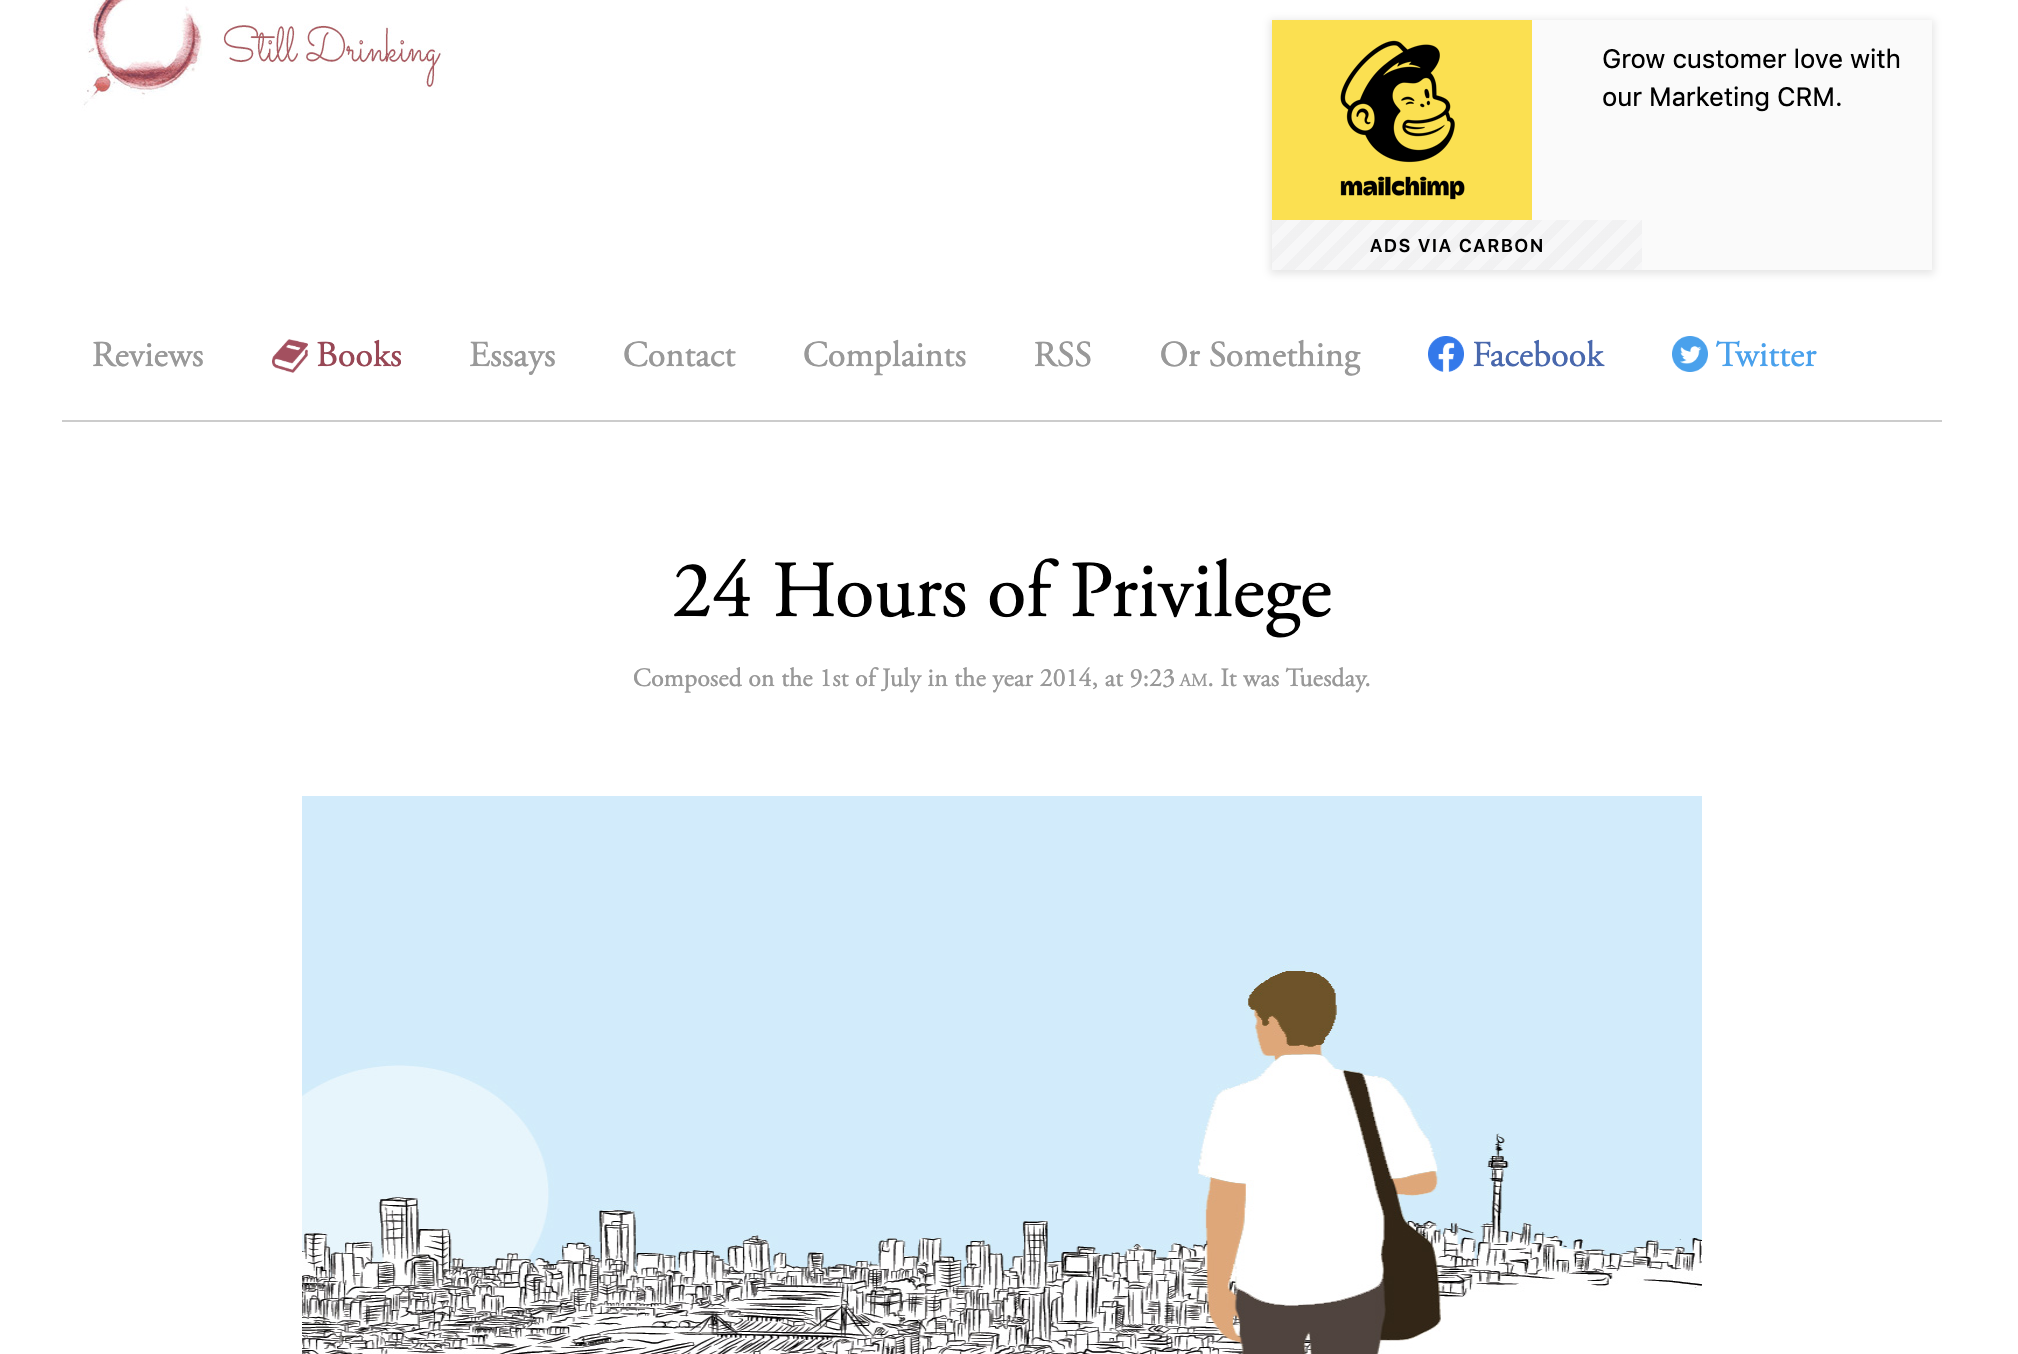 Still Drinking
Grow customer love with
our Marketing CRM.
mailchimp
ADS VIA CARBON
Reviews Books Essays Contact Complaints RSS Or Something Facebook Twitter
24 Hours of Privilege
Composed on the 1st of July in the year 2014, at 9:23 AM. It was Tuesday.